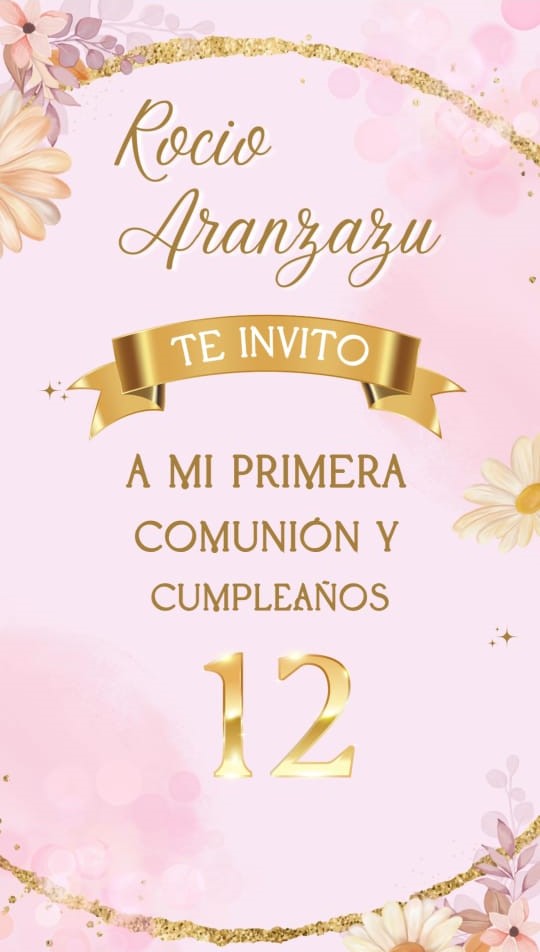 Rocio
Aranzazu
TE INVITO
A MI PRIMERA
COMUNIÓN Y
CUMPLEAÑOS
12